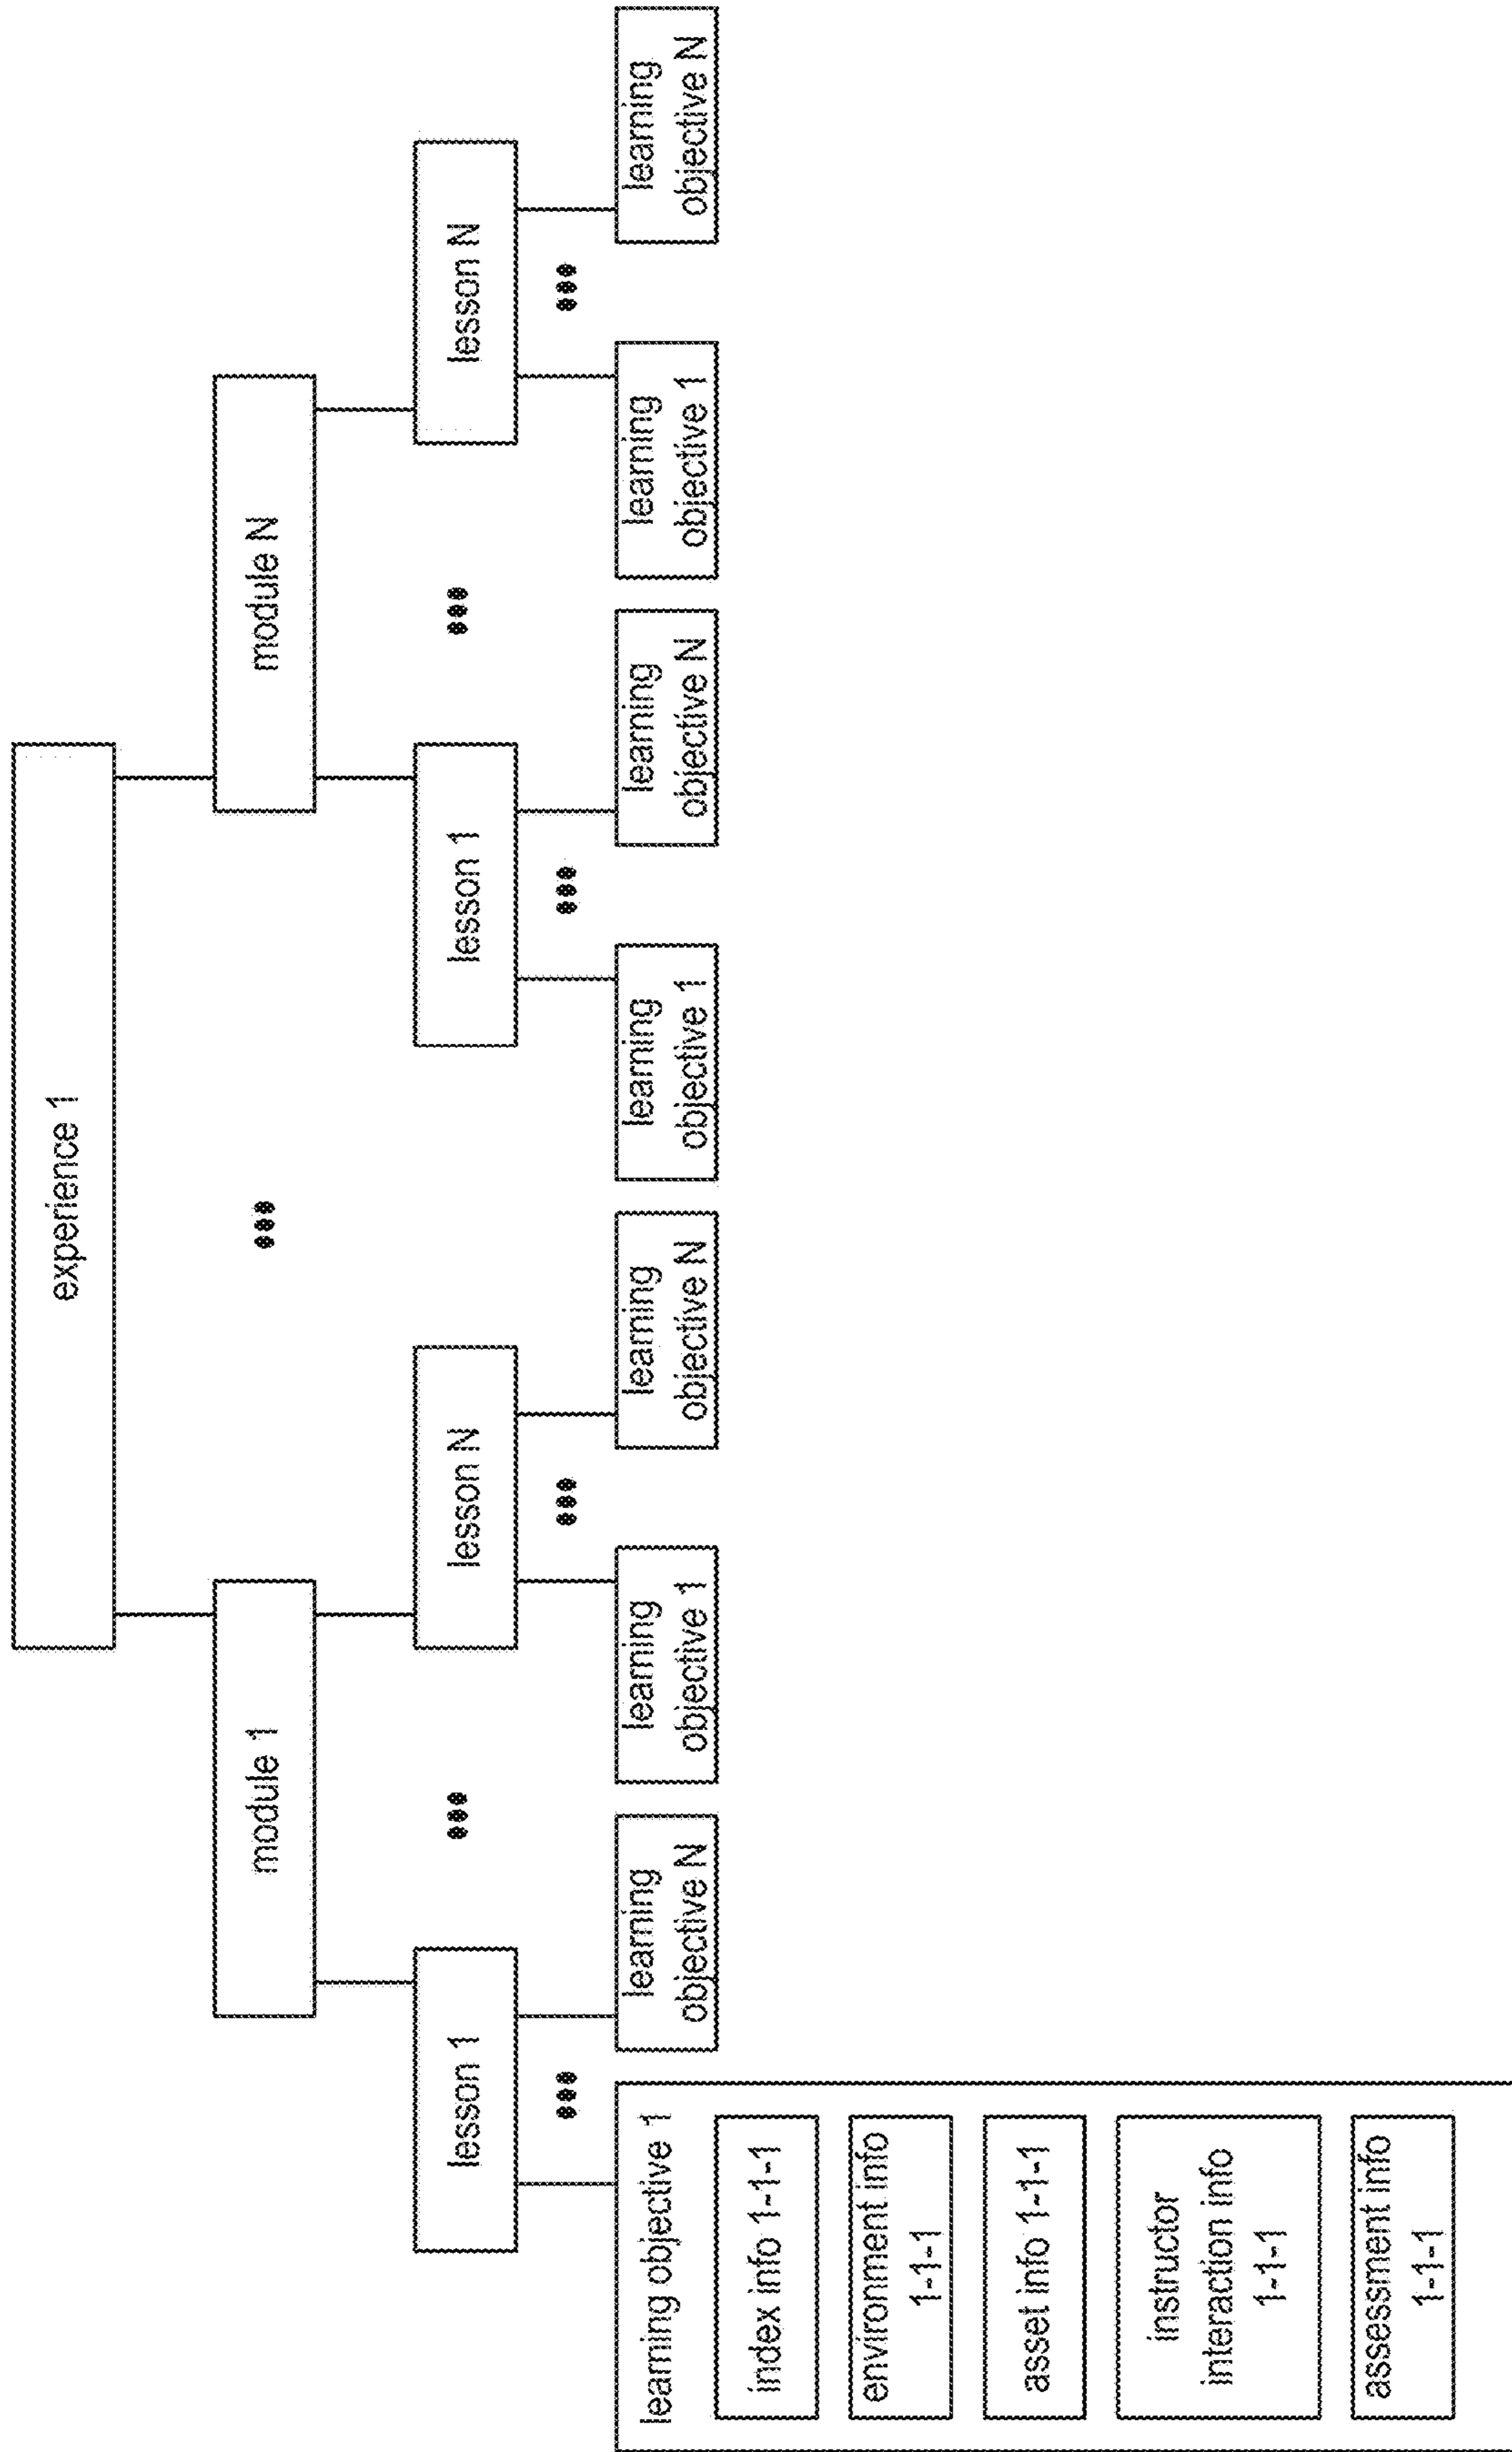 experience 1
module 1
module N
lesson 1
lesson N
lesson 1
lesson N
learning objective 1
index info 1-1-1
environment info
1-1-1
asset info 1-1-1
instructor
interaction info
1-1-1
assessment info
1-1-1
learning
objective N
learning
objective 1
learning
objective N
learning
objective 1
learning
objective N
learning
objective 1
learning
objective N